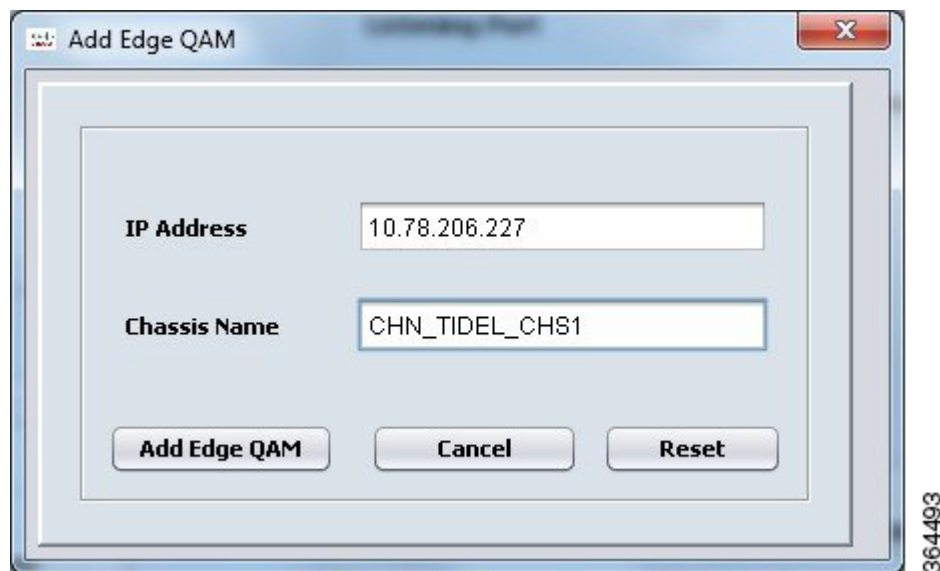 Add Edge QAM
IP Address
10.78.206.227
Chassis Name
CHN_TIDEL_CHS1
Add Edge QAM
Cancel
Reset
364493